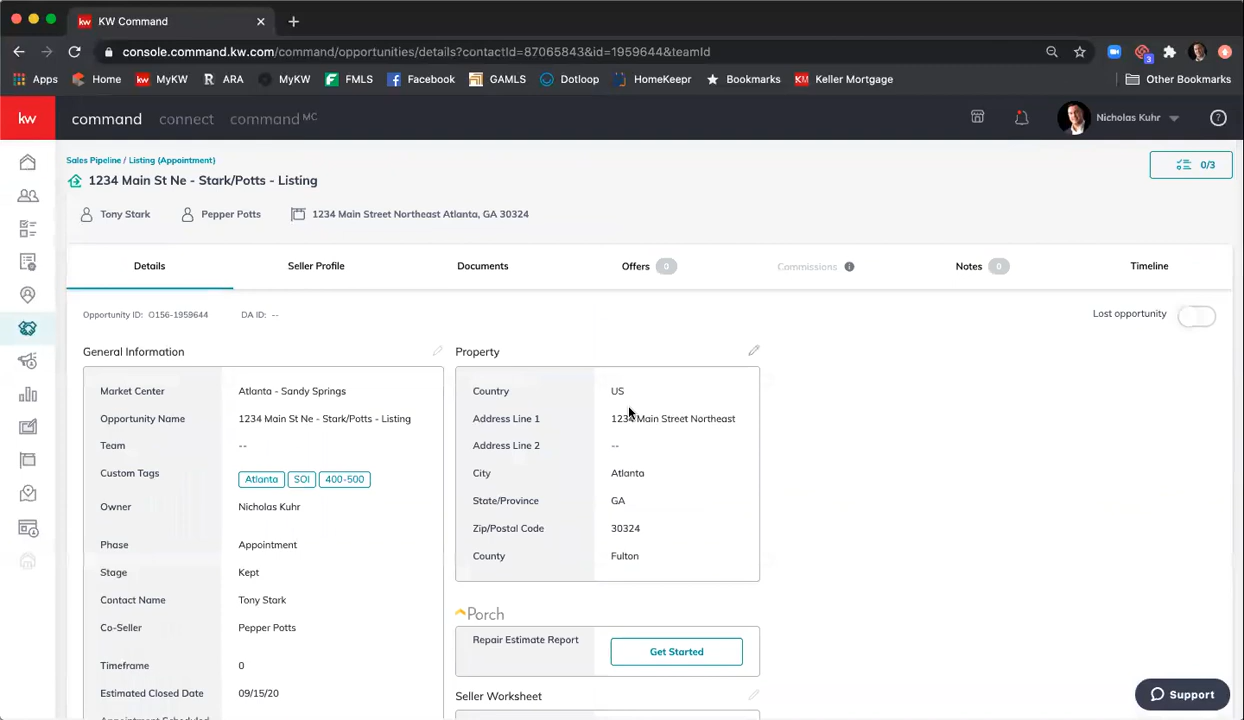 KW Command
console.command.kw.com/command/opportunities/details?contactId=87065843&id=1959644&teamId
3
Apps Home MyKW ARA MyKW FMLS Facebook GAMLS Dotloop HomeKeepr Bookmarks Keller Mortgage Other Bookmarks
kw command connect command MC Nicholas Kuhr
Sales Pipeline / Listing (Appointment)
0/3
1234 Main St Ne - Stark/Potts - Listing
Tony Stark Pepper Potts 1234 Main Street Northeast Atlanta, GA 30324
Details Seller Profile Documents Offers 0 Commissions Notes 0 Timeline
Opportunity ID: O156-1959644 DA ID: -- Lost opportunity
General Information
Market Center Atlanta - Sandy Springs
Opportunity Name 1234 Main St Ne - Stark/Potts - Listing
Team --
Custom Tags Atlanta SOI 400-500
Owner Nicholas Kuhr
Phase Appointment
Stage Kept
Contact Name Tony Stark
Co-Seller Pepper Potts
Timeframe 0
Estimated Closed Date 09/15/20
Appointment Scheduled
Property
Country US
Address Line 1 1234 Main Street Northeast
Address Line 2 --
City Atlanta
State/Province GA
Zip/Postal Code 30324
County Fulton
Porch
Repair Estimate Report Get Started
Seller Worksheet
Support